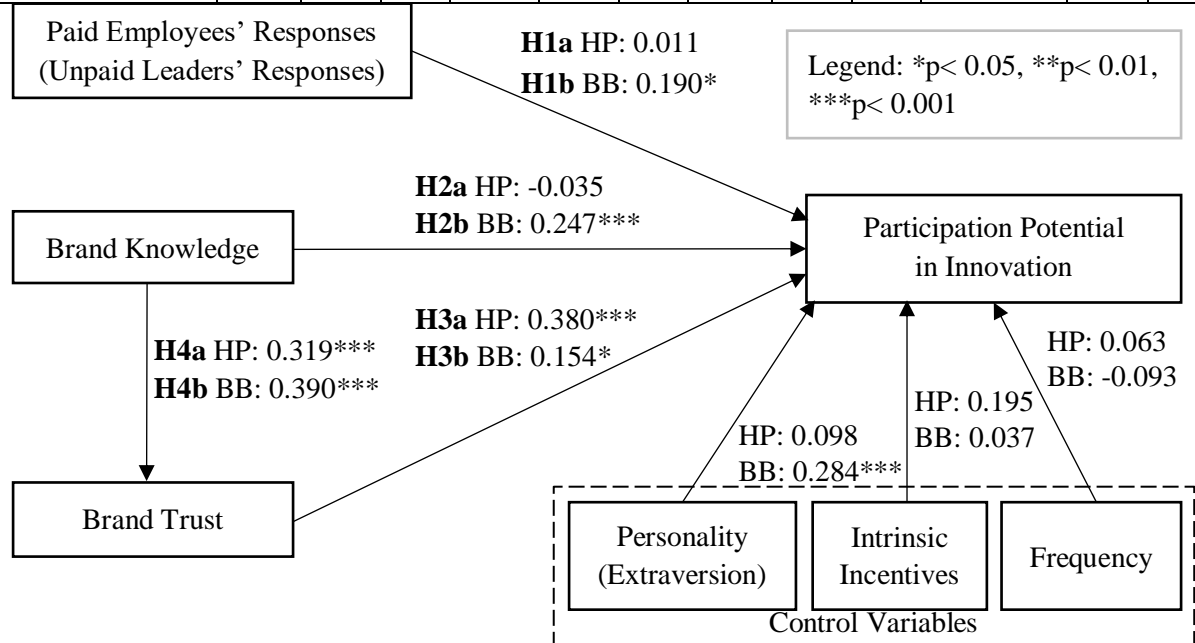 Paid Employees’ Responses
(Unpaid Leaders’ Responses)
H1a HP: 0.011
H1b BB: 0.190*
Legend: *p< 0.05, **p< 0.01,
***p< 0.001
H2a HP: -0.035
H2b BB: 0.247***
Brand Knowledge
Participation Potential
in Innovation
H3a HP: 0.380***
H3b BB: 0.154*
H4a HP: 0.319***
H4b BB: 0.390***
HP: 0.063
BB: -0.093
HP: 0.195
BB: 0.037
HP: 0.098
BB: 0.284***
Brand Trust
Personality
(Extraversion)
Intrinsic
Incentives
Frequency
Control Variables